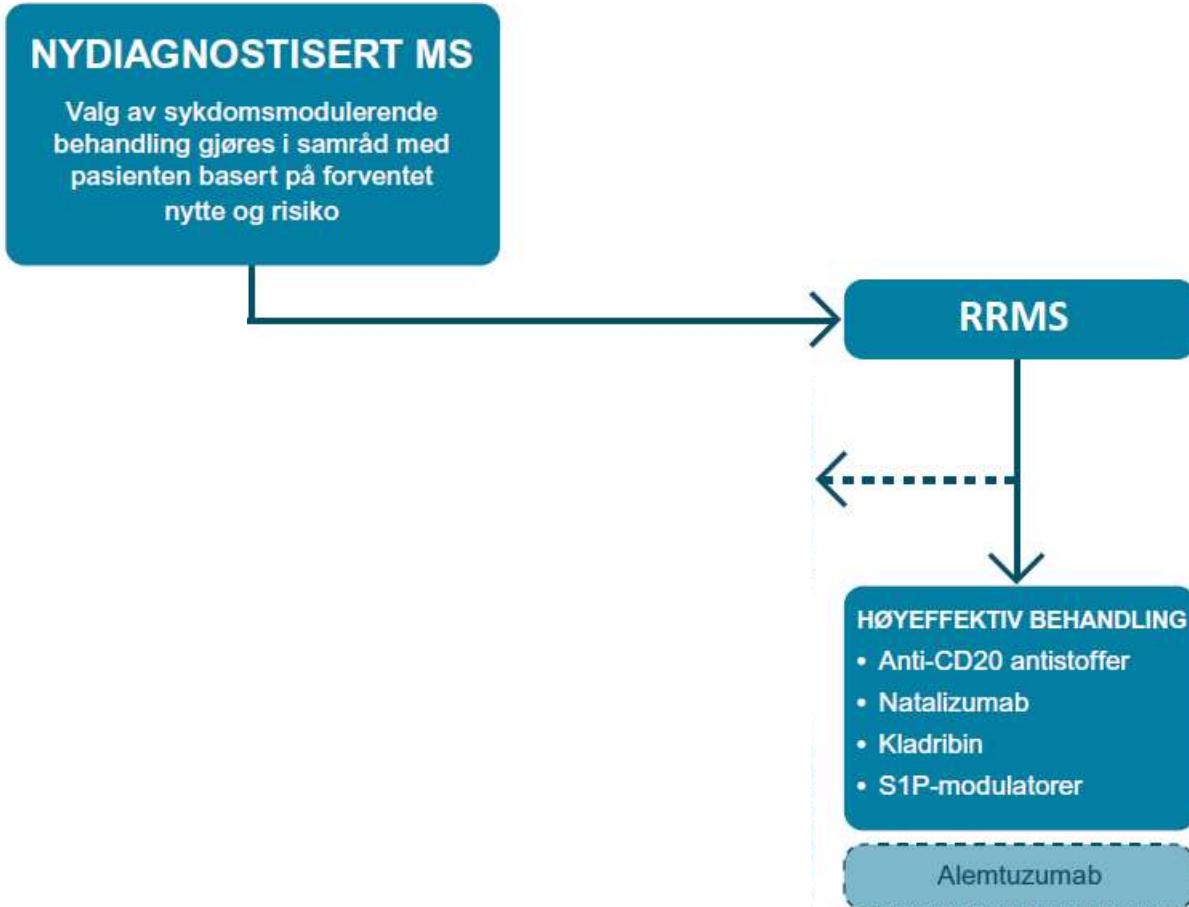 NYDIAGNOSTISERT MS
Valg av sykdomsmodulerende
behandling gjøres i samråd med
pasienten basert på forventet
nytte og risiko
RRMS
HØYEFFEKTIV BEHANDLING
• Anti-CD20 antistoffer
• Natalizumab
• Kladribin
• S1P-modulatorer
Alemtuzumab